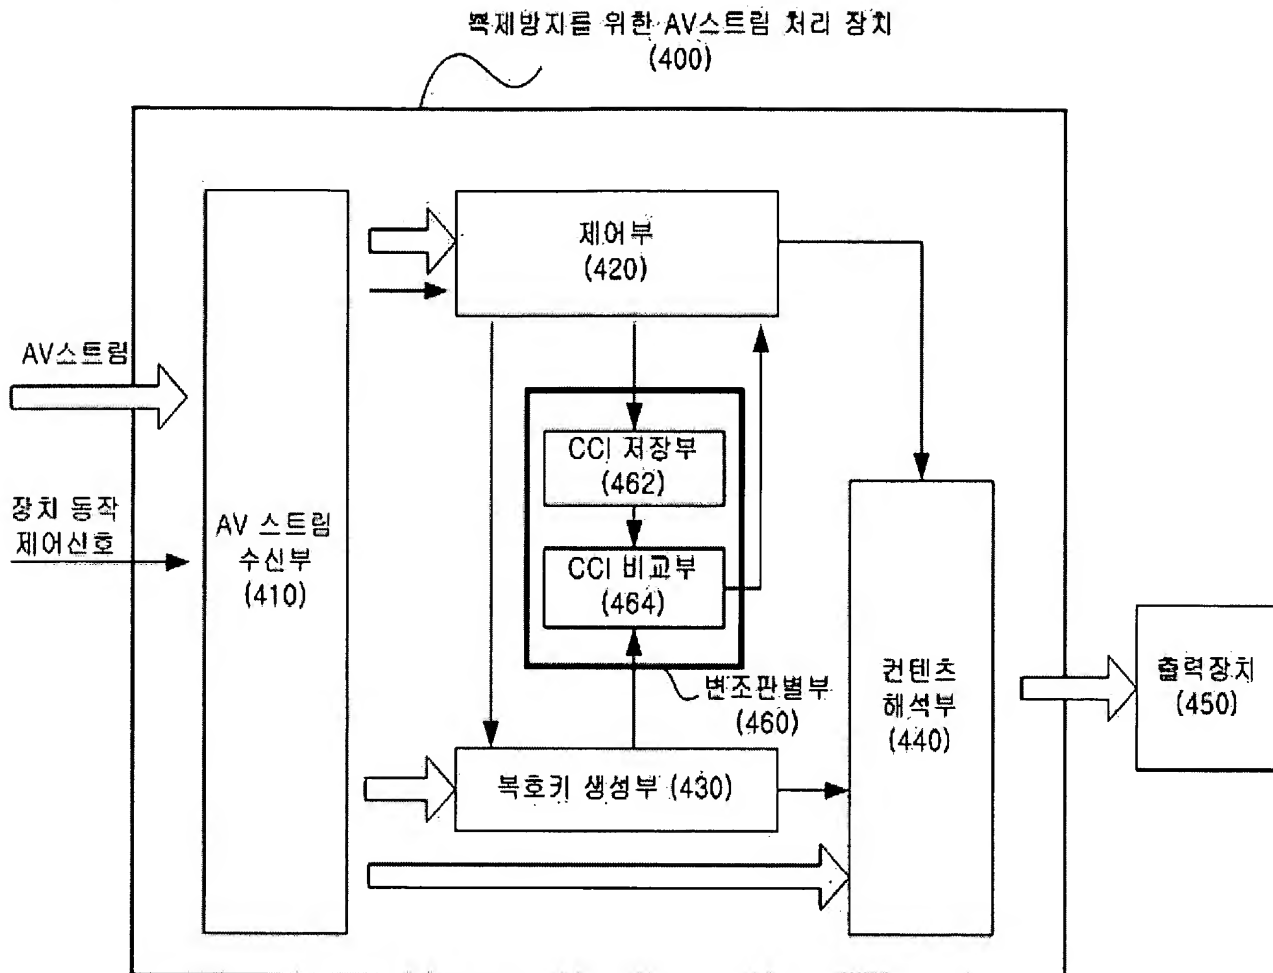 복제방지를 위한 AV스트림 처리 장치
(400)
제어부
(420)
AV스트림
CCI 저장부
(462)
장치 동작
제어신호
AV 스트림
수신부
(410)
CCI 비교부
(464)
변조판별부
(460)
컨텐츠
해석부
(440)
출력장치
(450)
복호키 생성부 (430)